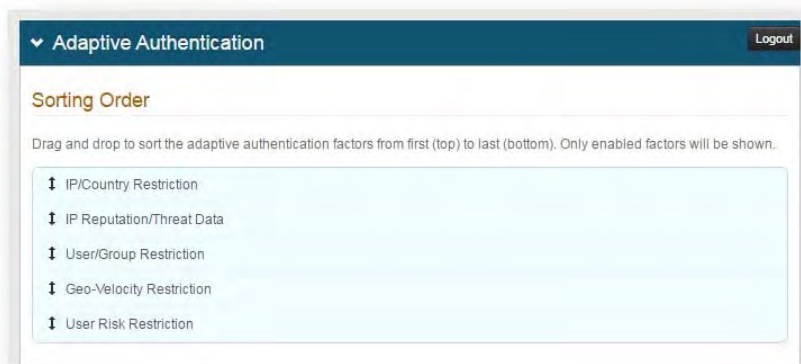 Adaptive Authentication
Logout
Sorting Order
Drag and drop to sort the adaptive authentication factors from first (top) to last (bottom). Only enabled factors will be shown.
IP/Country Restriction
IP Reputation/Threat Data
User/Group Restriction
Geo-Velocity Restriction
User Risk Restriction